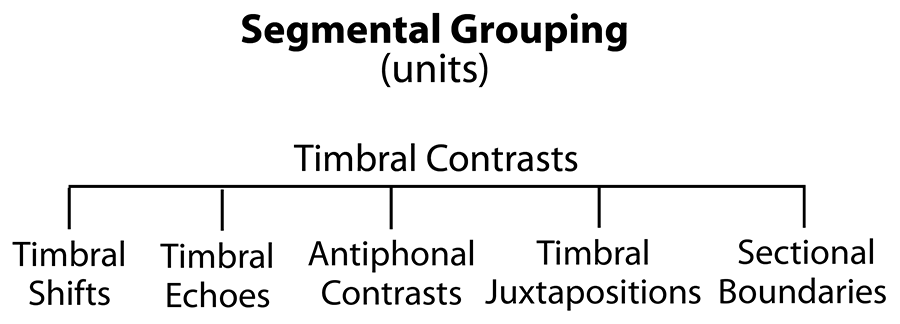 Segmental Grouping
(units)
Timbral Contrasts
Timbral
Shifts
Timbral
Echoes
Antiphonal
Contrasts
Timbral
Juxtapositions
Sectional
Boundaries